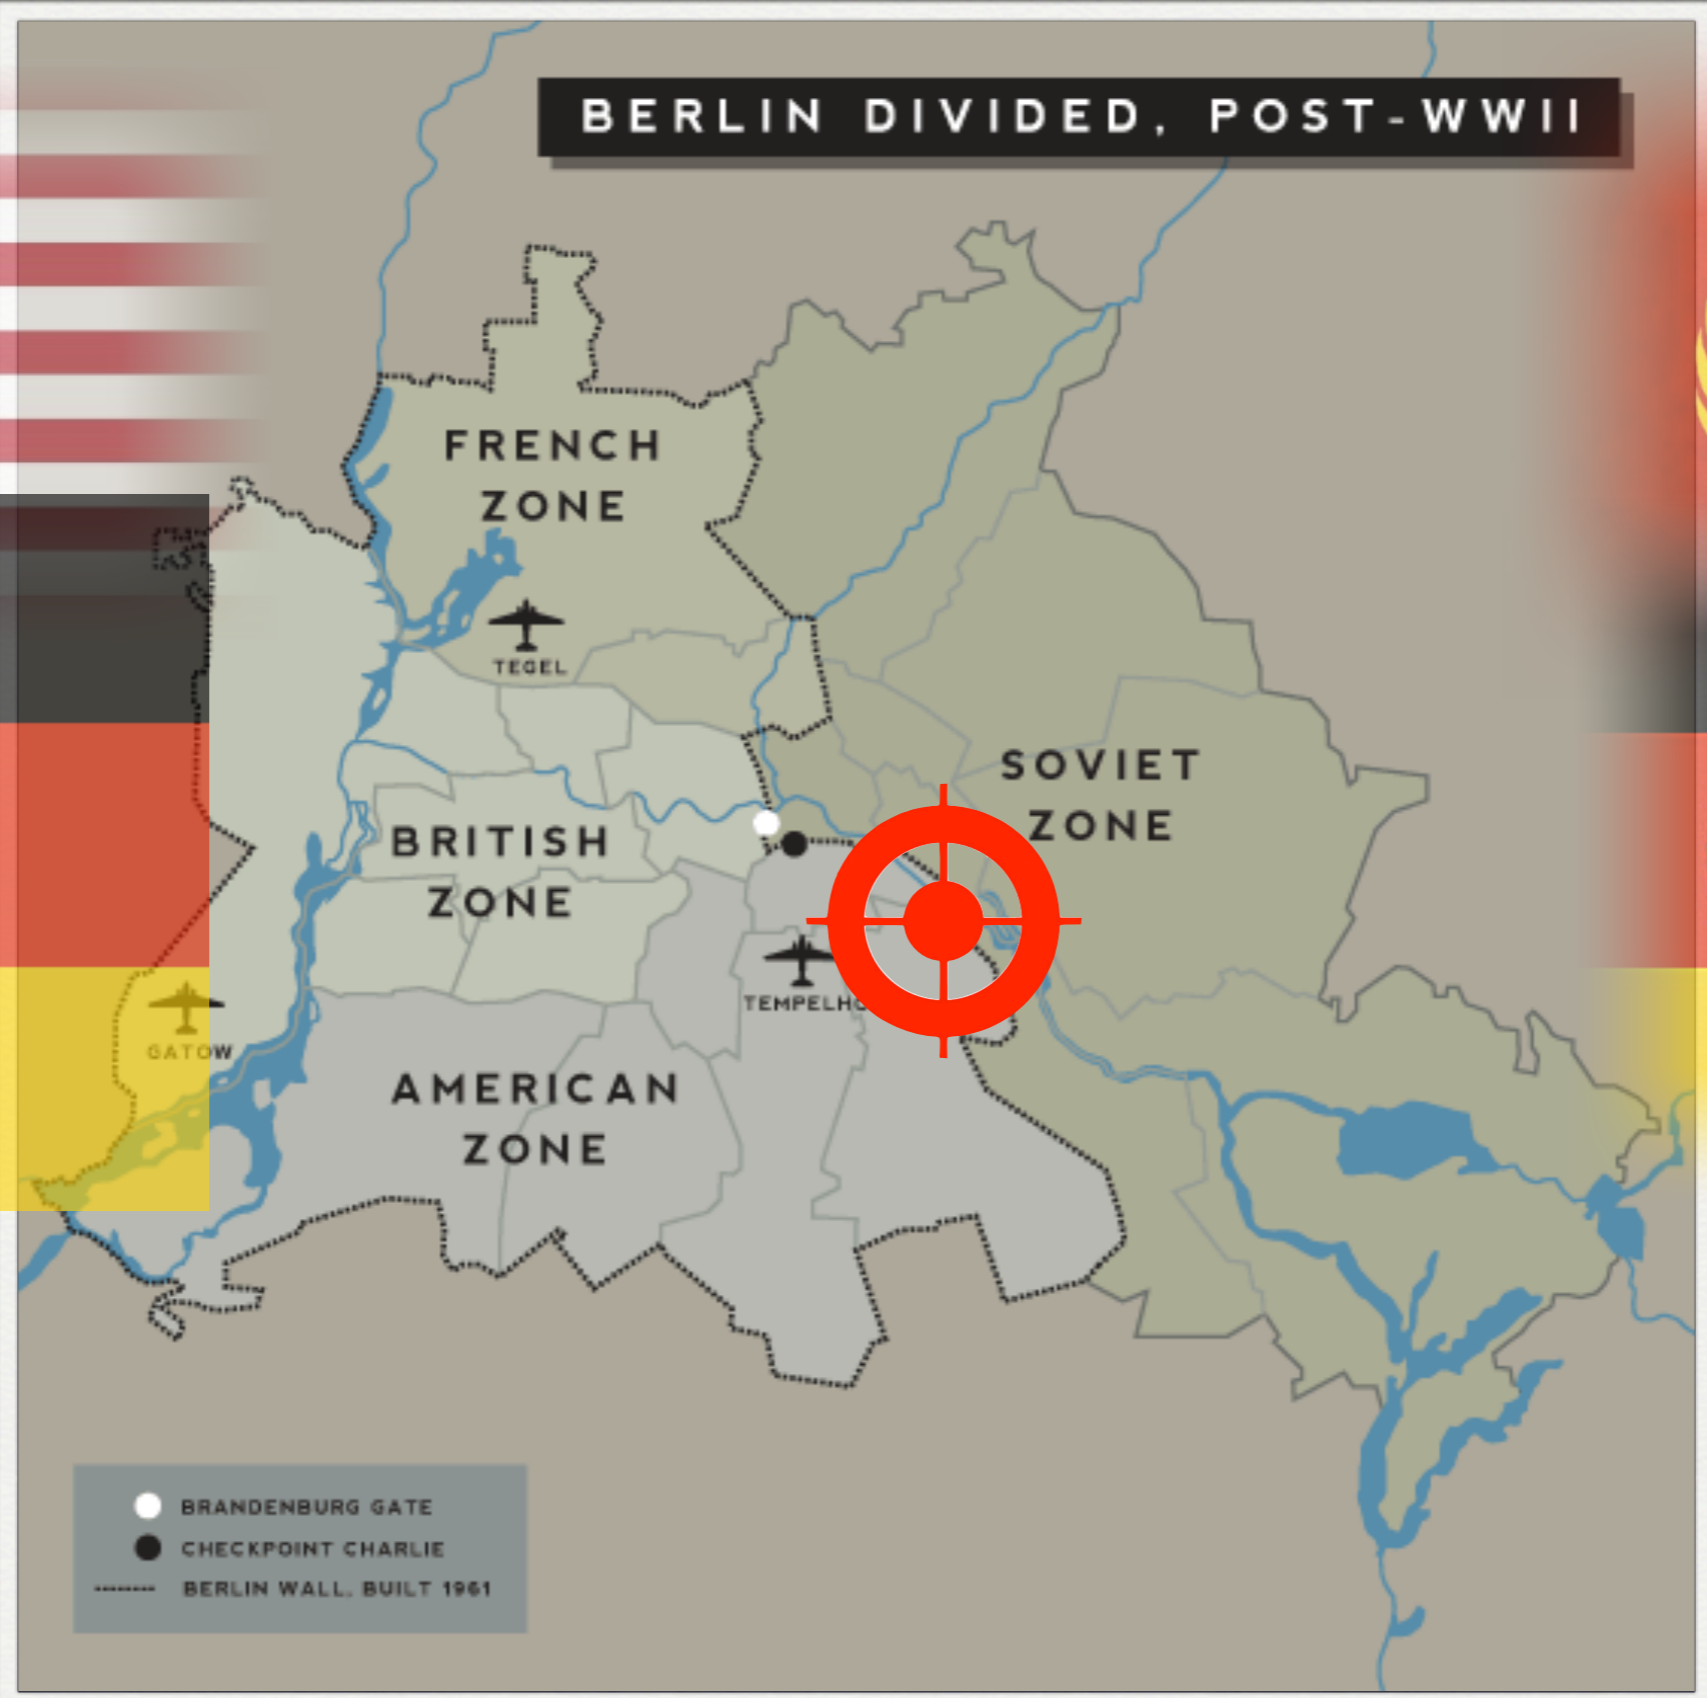 BERLIN DIVIDED, POST-WWII
FRENCH
ZONE
TEGEL
SOVIET
ZONE
BRITISH
ZONE
TEMPELHO
GATOW
AMERICAN
ZONE
BRANDENBURG GATE
CHECKPOINT CHARLIE
BERLIN WALL, BUILT 1961